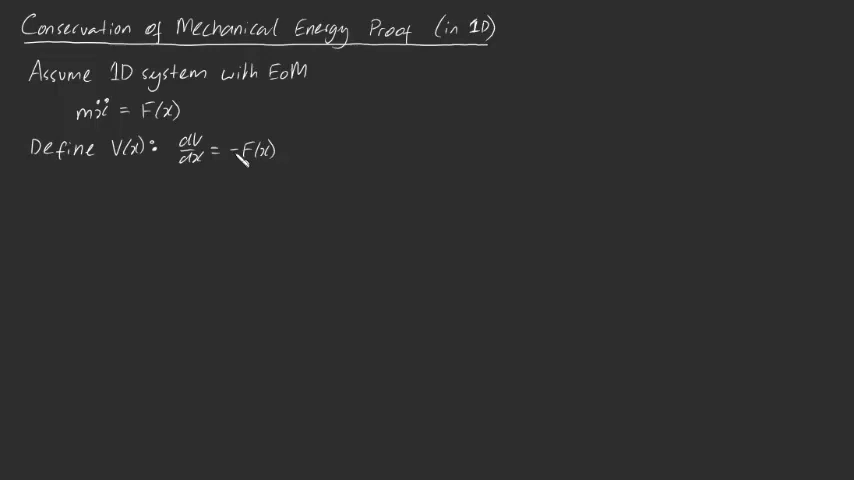 Conservation of Mechanical Energy Proof (in 1D)
Assume 1D system with EoM
mẍ = F(x)
Define V(x): dV/dx = -F(x)